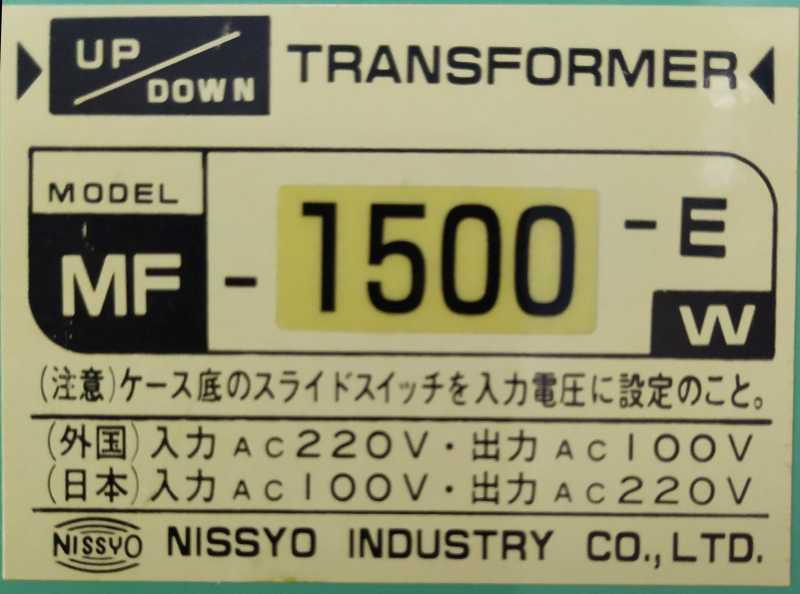 UP/DOWN TRANSFORMER
MODEL
MF-1500-E
W
(注意)ケース底のスライドスイッチを入力電圧に設定のこと。
(外国)入力 AC220V・出力 AC100V
(日本)入力 AC100V・出力 AC220V
NISSYO NISSYO INDUSTRY CO.,LTD.